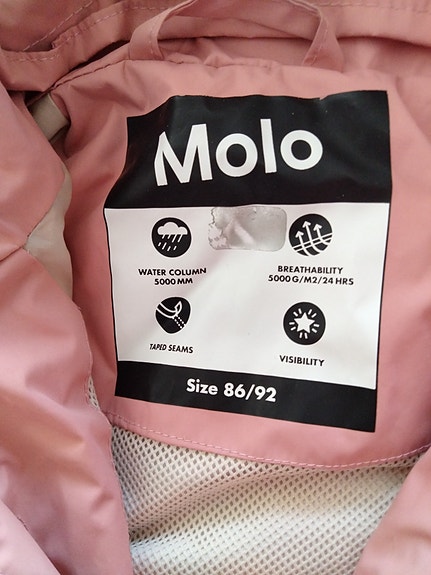 Molo
WATER COLUMN
5000 MM
BREATHABILITY
5000 G/M2/24 HRS
TAPED SEAMS
VISIBILITY
Size 86/92